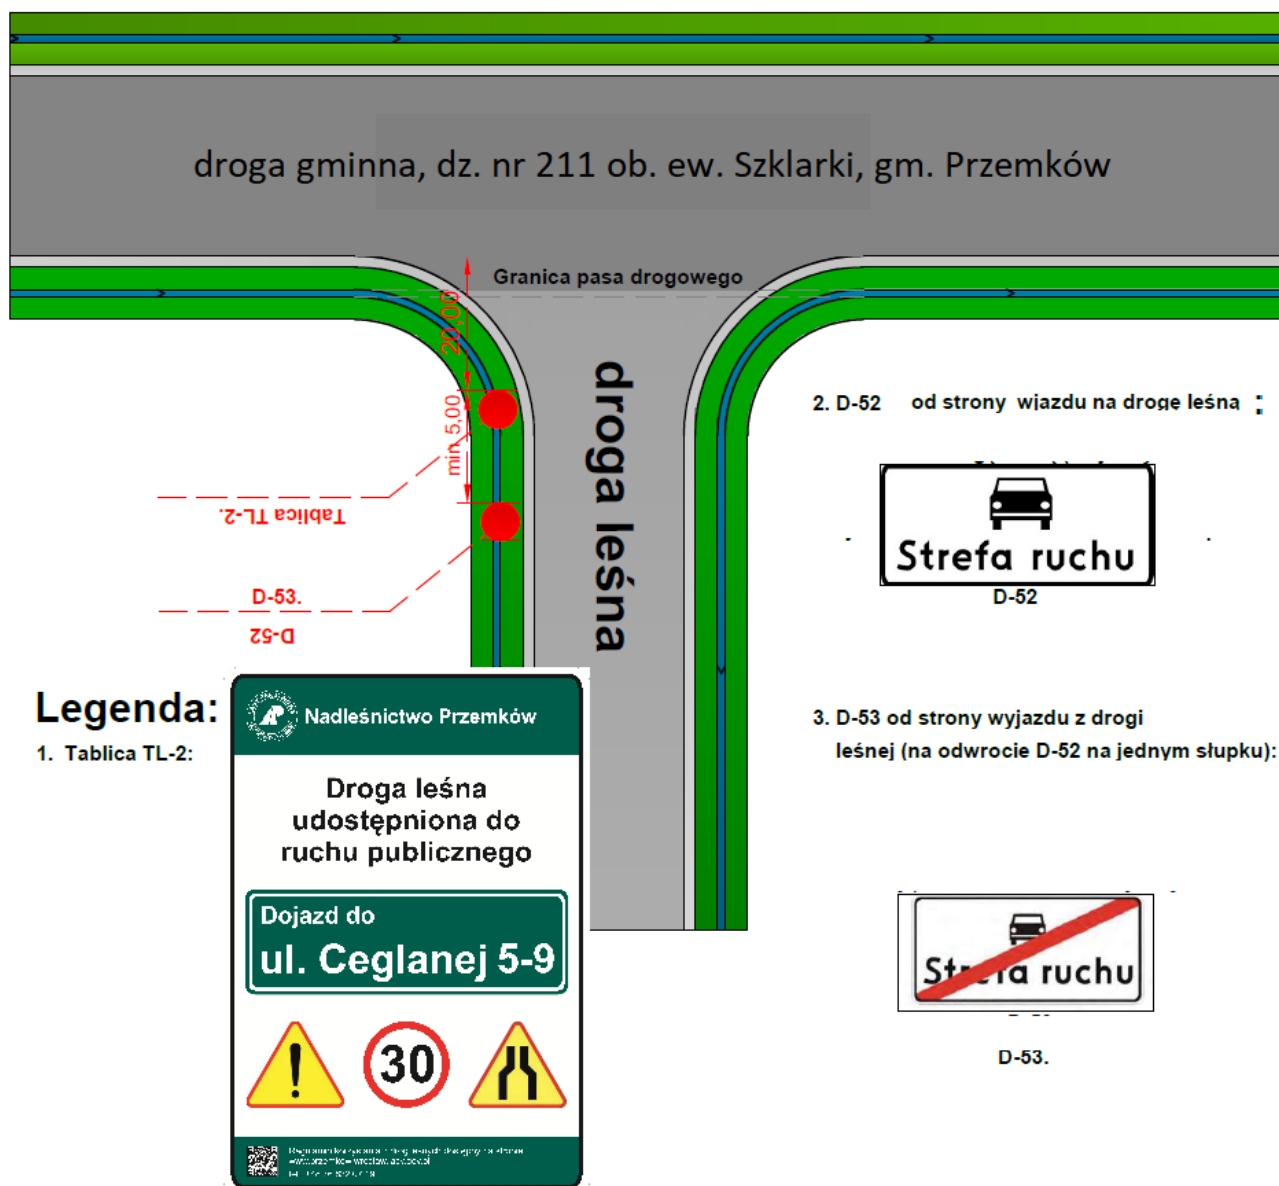 droga gminna, dz. nr 211 ob. ew. Szklarki, gm. Przemków
Granica pasa drogowego
20,00
min. 5,00
droga leśna
Tablica TL-2.
D-53.
D-52
2. D-52 od strony wjazdu na drogę leśna :
Strefa ruchu
D-52
3. D-53 od strony wyjazdu z drogi
leśnej (na odwrocie D-52 na jednym słupku):
Strefa ruchu
D-53.
Legenda:
1. Tablica TL-2:
Nadleśnictwo Przemków
Droga leśna
udostępniona do
ruchu publicznego
Dojazd do
ul. Ceglanej 5-9
!
30